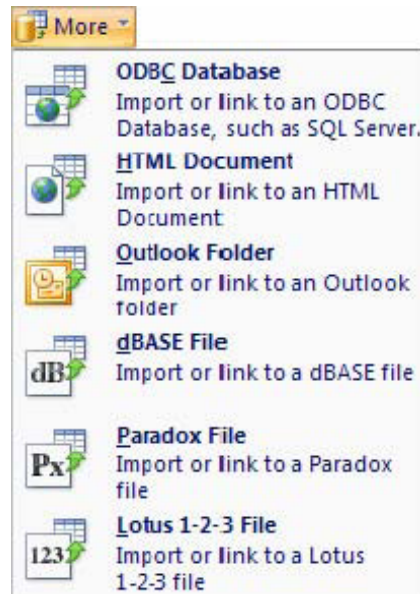 More
ODBC Database
Import or link to an ODBC
Database, such as SQL Server.
HTML Document
Import or link to an HTML
Document
Outlook Folder
Import or link to an Outlook
folder
dB
dBASE File
Import or link to a dBASE file
Px
Paradox File
Import or link to a Paradox
file
123
Lotus 1-2-3 File
Import or link to a Lotus
1-2-3 file